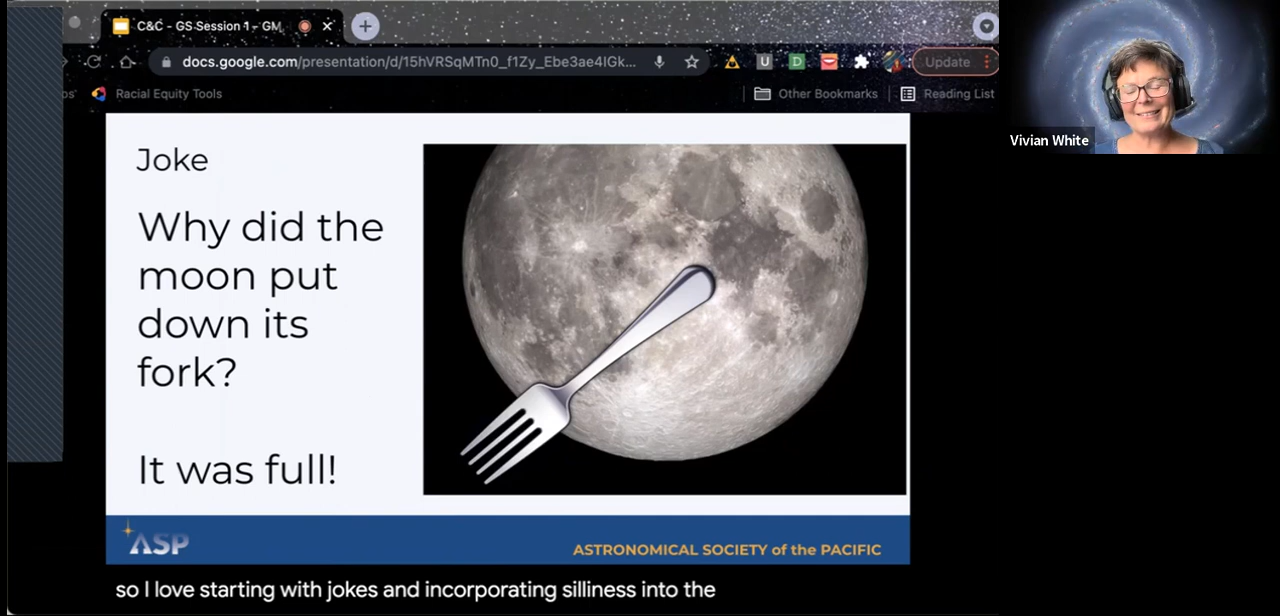 C&C - GS Session 1 - GM
docs.google.com/presentation/d/15hVRSqMTn0_f1Zy_Ebe3ae4IGk...
Update
os
Racial Equity Tools
Other Bookmarks
Reading List
U
D
Joke
Why did the
moon put
down its
fork?
It was full!
ASP
ASTRONOMICAL SOCIETY of the PACIFIC
so I love starting with jokes and incorporating silliness into the
Vivian White